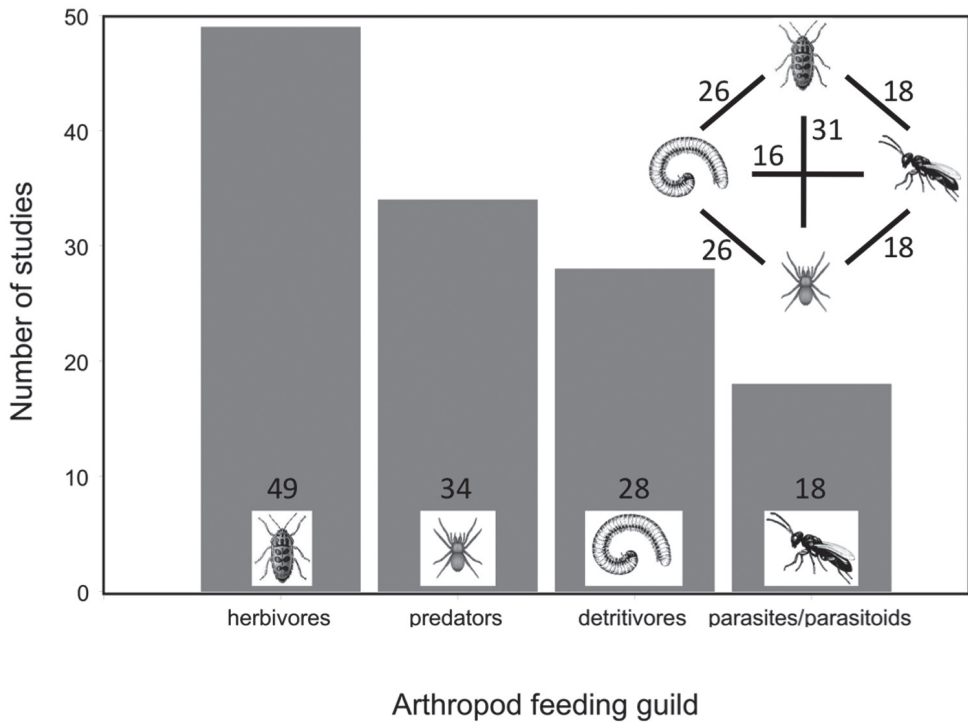 50
40
30
20
10
0
Number of studies
26
18
31
16
26
18
49
34
28
18
herbivores
predators
detritivores
parasites/parasitoids
Arthropod feeding guild